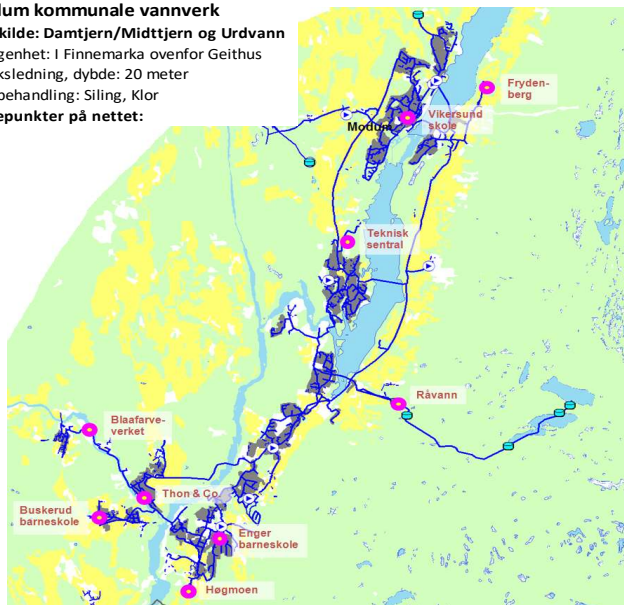 dum kommunale vannverk
kilde: Damtjern/Midttjern og Urdvann
genhet: I Finnemarka ovenfor Geithus
ksledning, dybde: 20 meter
behandling: Siling, Klor
epunkter på nettet:
Fryden-
berg
Modum
Vikersund
skole
Teknisk
sentral
Råvann
Blaafarve-
verket
Thon & Co.
Buskerud
barneskole
Enger
barneskole
Høgmoen